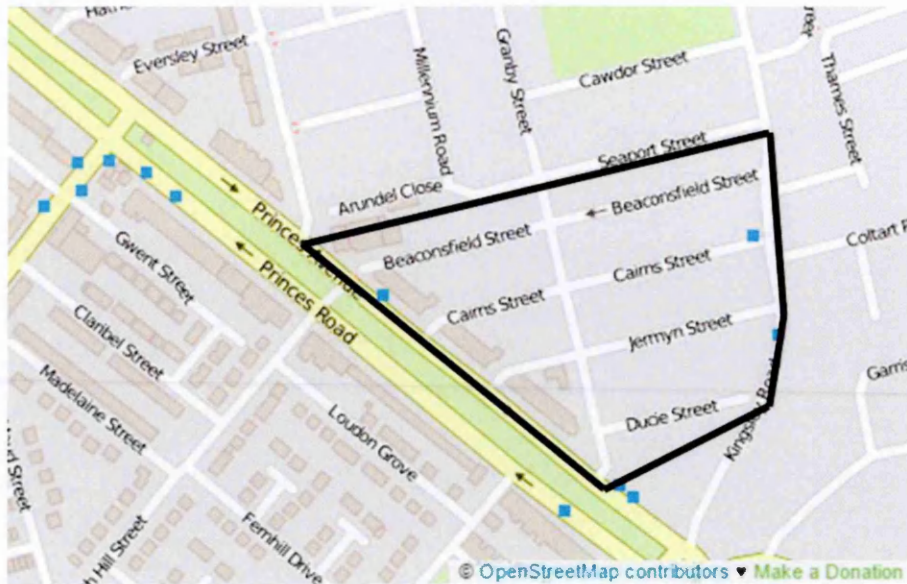 Eversley Street
Millennium Road
Granby Street
Cawdor Street
Thames Street
Seaport Street
Arundel Close
Beaconsfield Street
Beaconsfield Street
Princes Avenue
Princes Road
Gwent Street
Cairns Street
Cairns Street
Claribel Street
Jermyn Street
Madelaine Street
Loudon Grove
Ducie Street
Kingsley Road
Fernhill Drive
© OpenStreetMap contributors ♥ Make a Donation